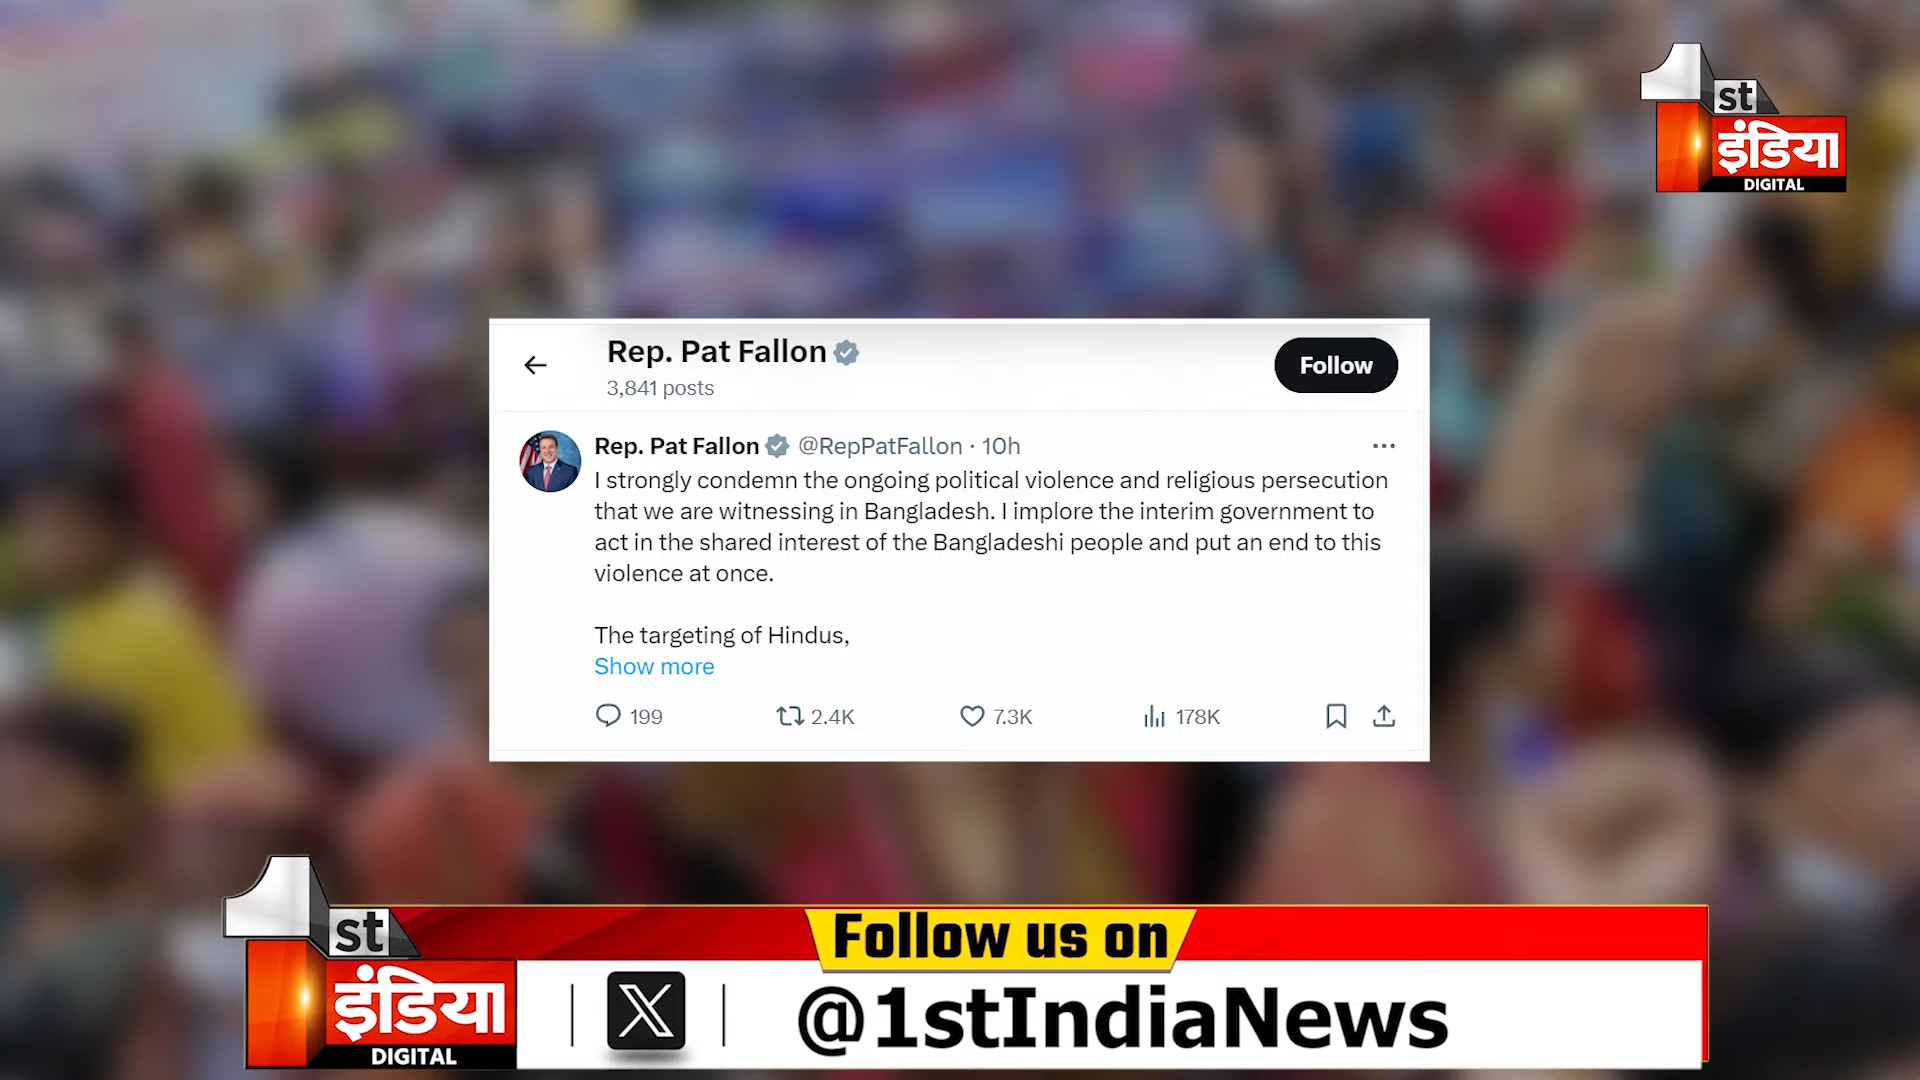 1st
इंडिया
DIGITAL
Rep. Pat Fallon
3,841 posts
Follow
Rep. Pat Fallon @RepPatFallon · 10h
I strongly condemn the ongoing political violence and religious persecution
that we are witnessing in Bangladesh. I implore the interim government to
act in the shared interest of the Bangladeshi people and put an end to this
violence at once.
The targeting of Hindus,
Show more
199 2.4K 7.3K 178K
Follow us on
1st
इंडिया
DIGITAL
X
@1stIndiaNews